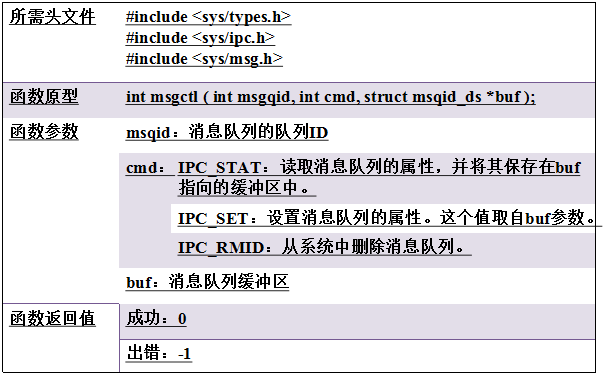 所需头文件
#include <sys/types.h>
#include <sys/ipc.h>
#include <sys/msg.h>
函数原型
int msgctl ( int msgqid, int cmd, struct msqid_ds *buf );
函数参数
msqid：消息队列的队列ID
cmd：
IPC_STAT：读取消息队列的属性，并将其保存在buf
指向的缓冲区中。
IPC_SET：设置消息队列的属性。这个值取自buf参数。
IPC_RMID：从系统中删除消息队列。
buf：消息队列缓冲区
函数返回值
成功：0
出错：-1